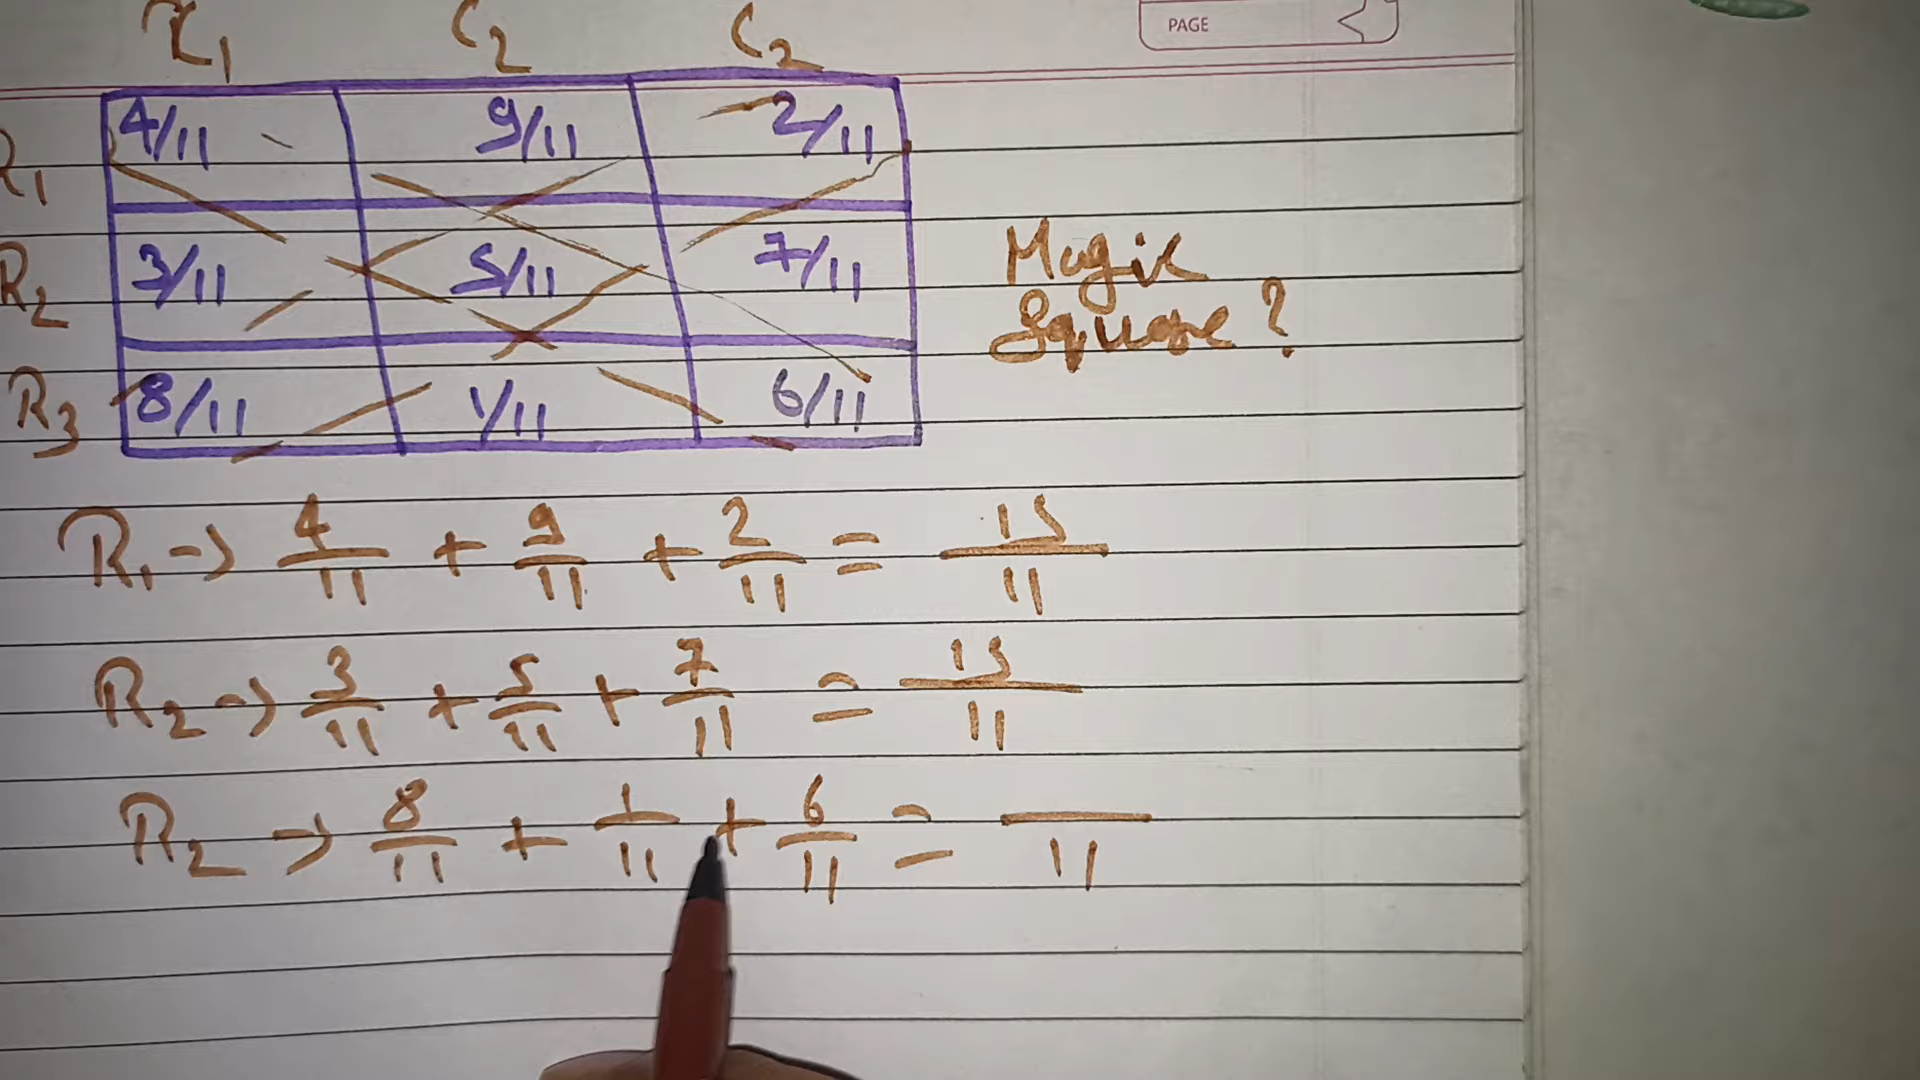 PAGE
C1 C2 C2
R1 4/11 9/11 2/11
R2 3/11 5/11 7/11
Magic
Square?
R3 8/11 1/11 6/11
R1 → 4/11 + 9/11 + 2/11 = 15/11
R2 → 3/11 + 5/11 + 7/11 = 15/11
R2 → 8/11 + 1/11 + 6/11 = /11